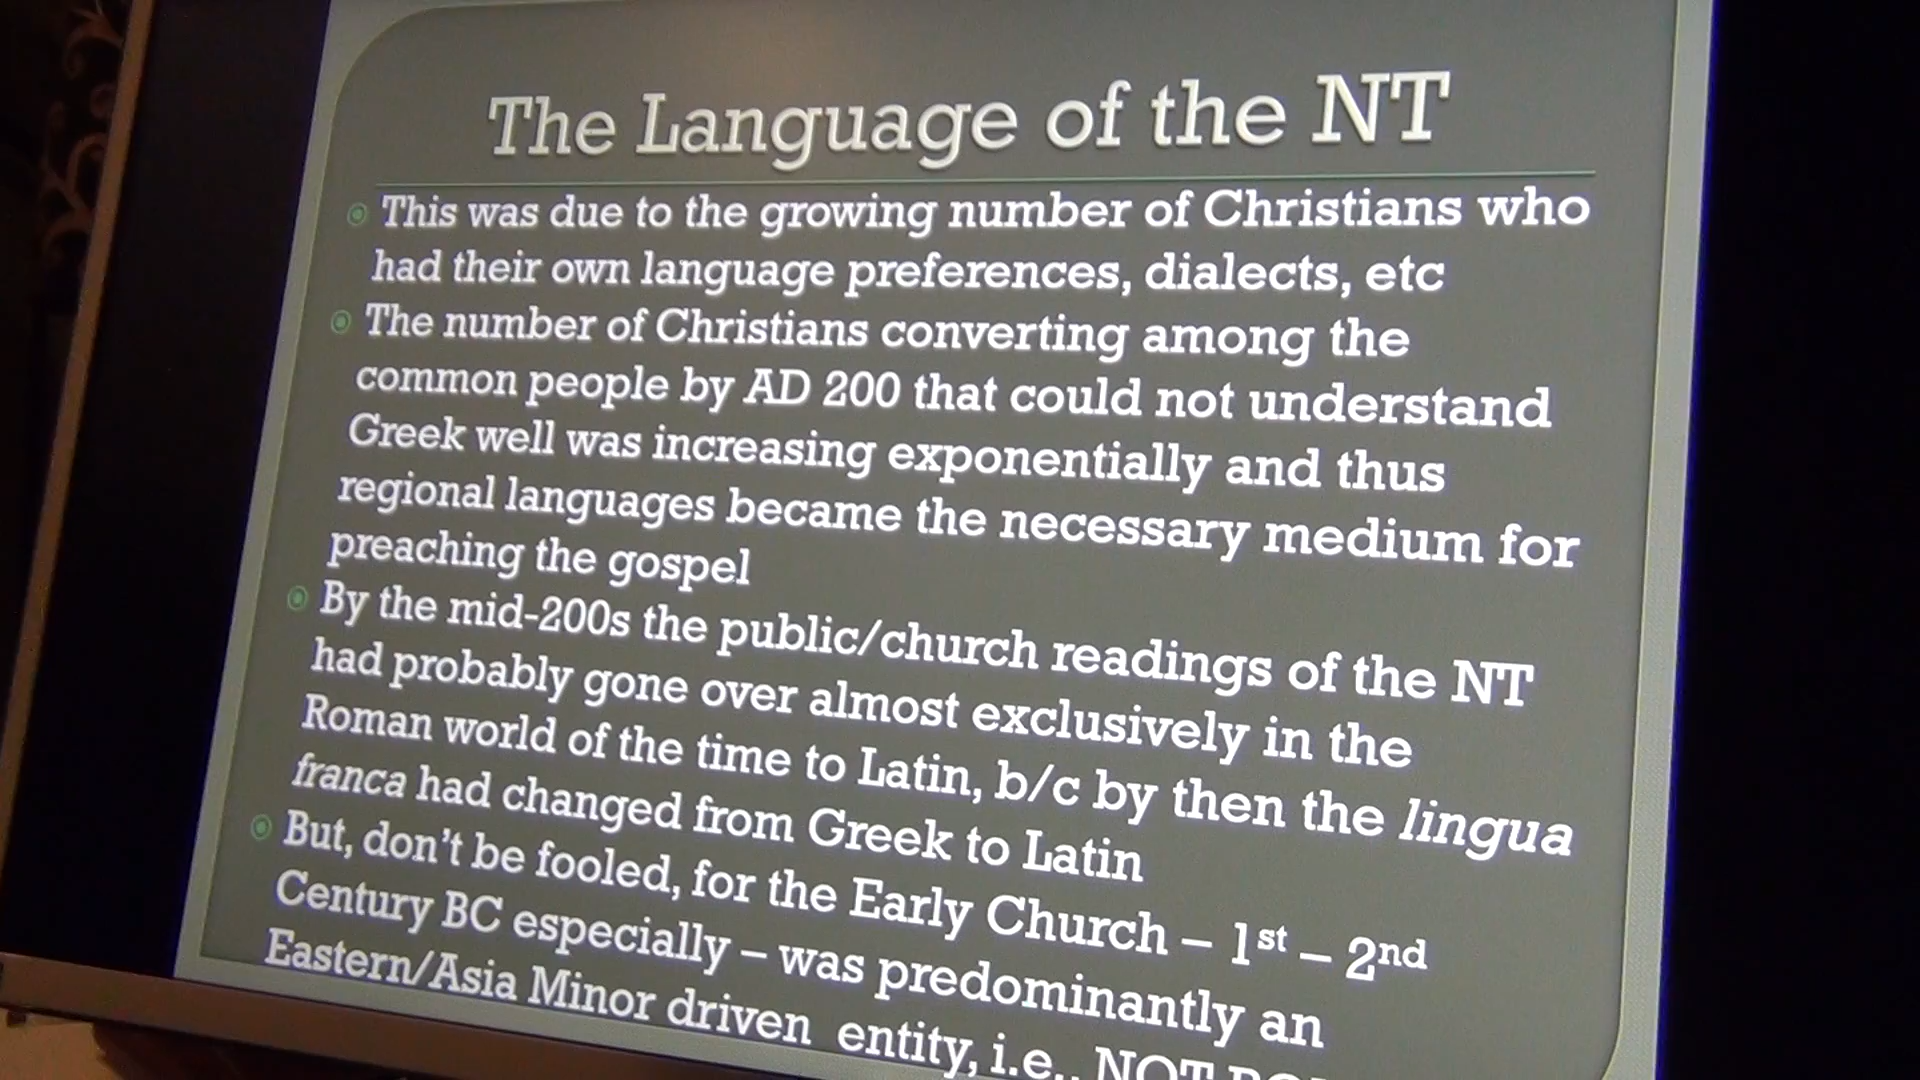 The Language of the NT
This was due to the growing number of Christians who
had their own language preferences, dialects, etc
The number of Christians converting among the
common people by AD 200 that could not understand
Greek well was increasing exponentially and thus
regional languages became the necessary medium for
preaching the gospel
By the mid-200s the public/church readings of the NT
had probably gone over almost exclusively in the
Roman world of the time to Latin, b/c by then the lingua
franca had changed from Greek to Latin
But, don't be fooled, for the Early Church – 1st – 2nd
Century BC especially – was predominantly an
Eastern/Asia Minor driven entity, i.e., NOT